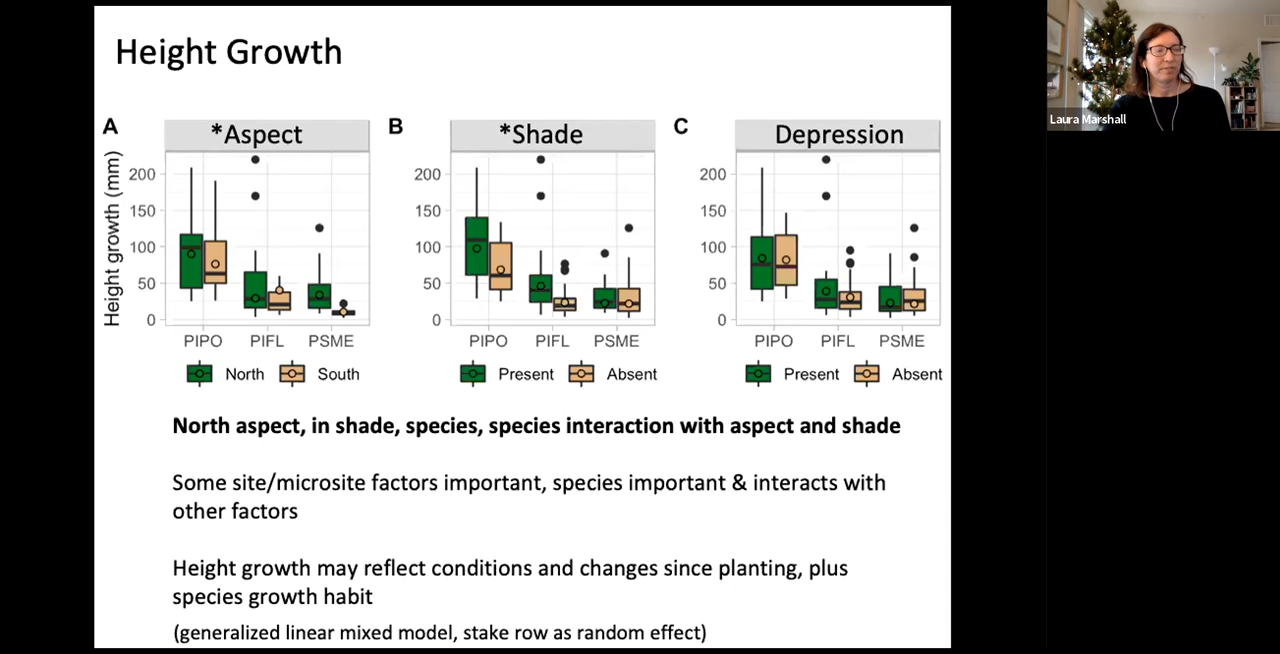 Height Growth
A
*Aspect
B
*Shade
C
Depression
Height growth (mm)
200
150
100
50
0
PIPO PIFL PSME
North South
200
150
100
50
0
PIPO PIFL PSME
Present Absent
200
150
100
50
0
PIPO PIFL PSME
Present Absent
North aspect, in shade, species, species interaction with aspect and shade
Some site/microsite factors important, species important & interacts with
other factors
Height growth may reflect conditions and changes since planting, plus
species growth habit
(generalized linear mixed model, stake row as random effect)
Laura Marshall